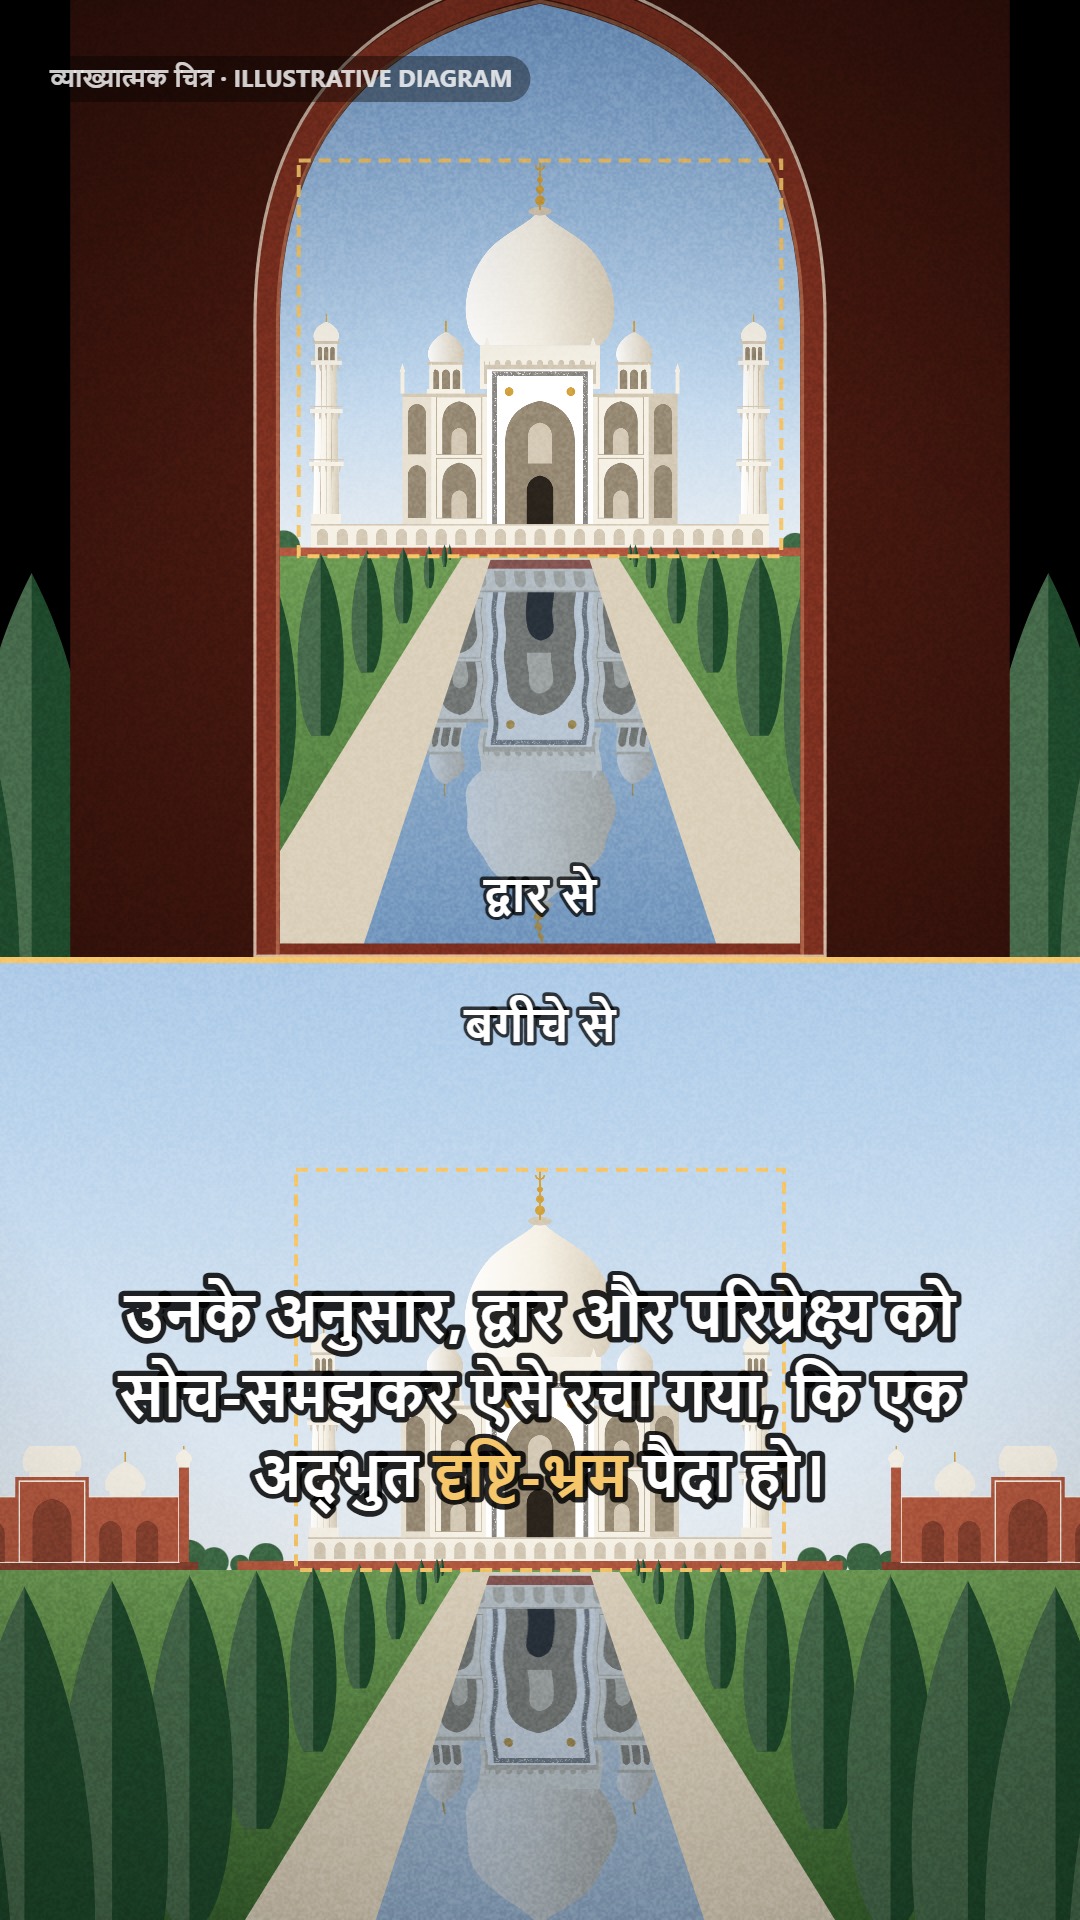 व्याख्यात्मक चित्र · ILLUSTRATIVE DIAGRAM
द्वार से
बगीचे से
उनके अनुसार, द्वार और परिप्रेक्ष्य को
सोच-समझकर ऐसे रचा गया, कि एक
अद्भुत दृष्टि-भ्रम पैदा हो।